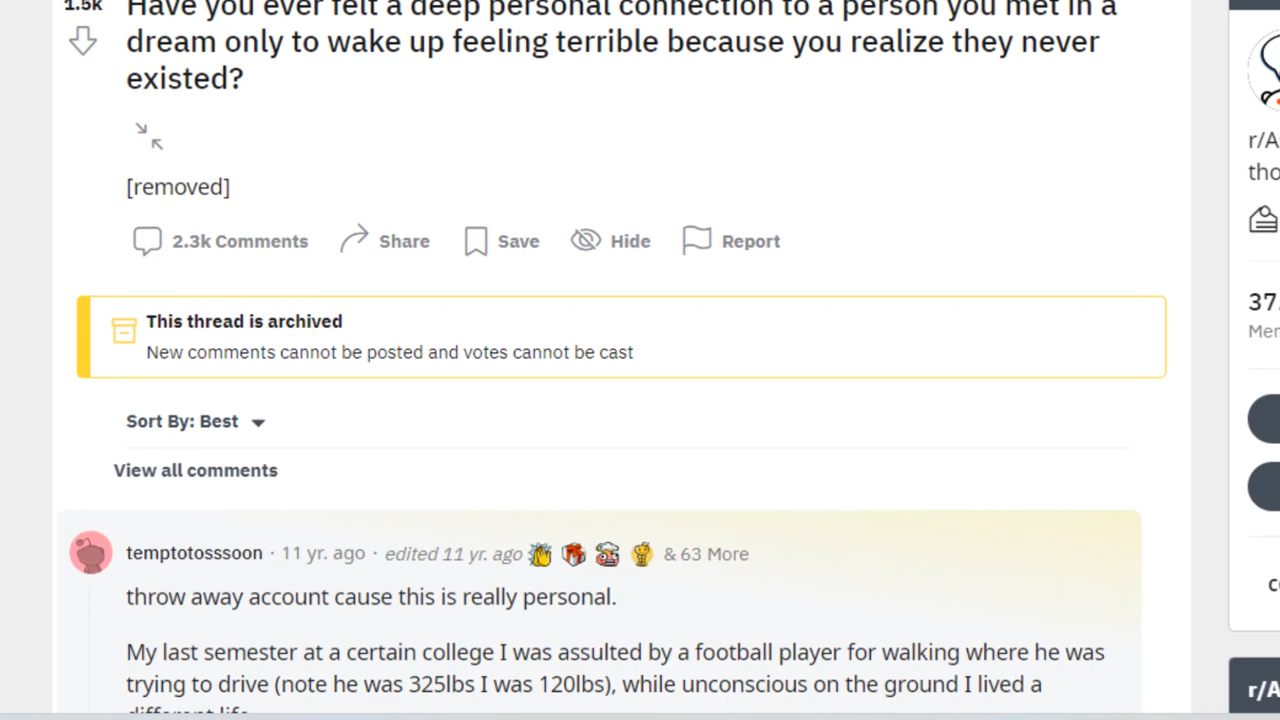 1.5k
Have you ever felt a deep personal connection to a person you met in a
dream only to wake up feeling terrible because you realize they never
existed?
[removed]
2.3k Comments Share Save Hide Report
This thread is archived
New comments cannot be posted and votes cannot be cast
Sort By: Best
View all comments
temptotosssoon · 11 yr. ago · edited 11 yr. ago & 63 More
throw away account cause this is really personal.
My last semester at a certain college I was assulted by a football player for walking where he was
trying to drive (note he was 325lbs I was 120lbs), while unconscious on the ground I lived a
different life
r/A
tho
37.
Mer
r/A